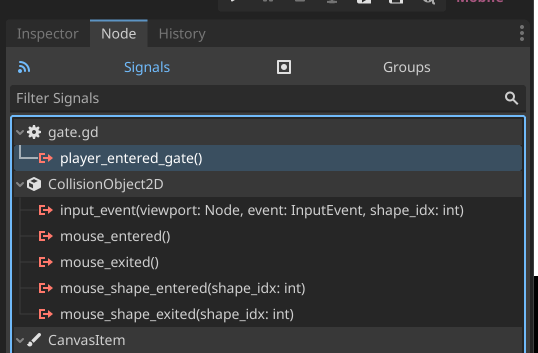 Mobile
Inspector Node History
Signals Groups
Filter Signals
gate.gd
player_entered_gate()
CollisionObject2D
input_event(viewport: Node, event: InputEvent, shape_idx: int)
mouse_entered()
mouse_exited()
mouse_shape_entered(shape_idx: int)
mouse_shape_exited(shape_idx: int)
CanvasItem